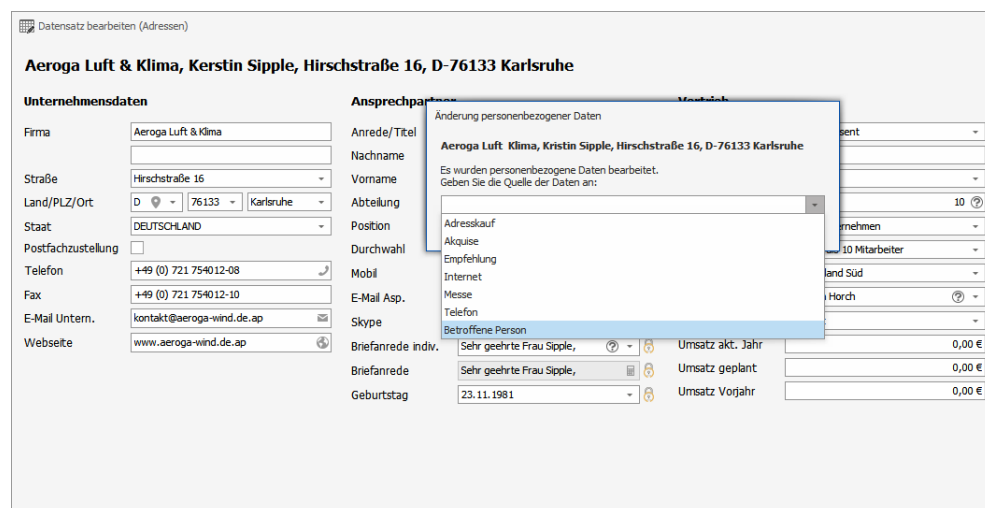 Datensatz bearbeiten (Adressen)
Aeroga Luft & Klima, Kerstin Sipple, Hirschstraße 16, D-76133 Karlsruhe
Unternehmensdaten
Firma Aeroga Luft & Klima
Straße Hirschstraße 16
Land/PLZ/Ort D 76133 Karlsruhe
Staat DEUTSCHLAND
Postfachzustellung
Telefon +49 (0) 721 754012-08
Fax +49 (0) 721 754012-10
E-Mail Untern. kontakt@aeroga-wind.de.ap
Webseite www.aeroga-wind.de.ap
Ansprechpartner
Anrede/Titel
Nachname
Vorname
Abteilung
Position
Durchwahl
Mobil
E-Mail Asp.
Skype
Briefanrede indiv. Sehr geehrte Frau Sipple,
Briefanrede Sehr geehrte Frau Sipple,
Geburtstag 23.11.1981
Änderung personenbezogener Daten
Aeroga Luft Klima, Kristin Sipple, Hirschstraße 16, D-76133 Karlsruhe
Es wurden personenbezogene Daten bearbeitet.
Geben Sie die Quelle der Daten an:
Adresskauf
Akquise
Empfehlung
Internet
Messe
Telefon
Betroffene Person
Vertrieb
10
10 Mitarbeiter
Süd
Horch
Umsatz akt. Jahr 0,00 €
Umsatz geplant 0,00 €
Umsatz Vorjahr 0,00 €